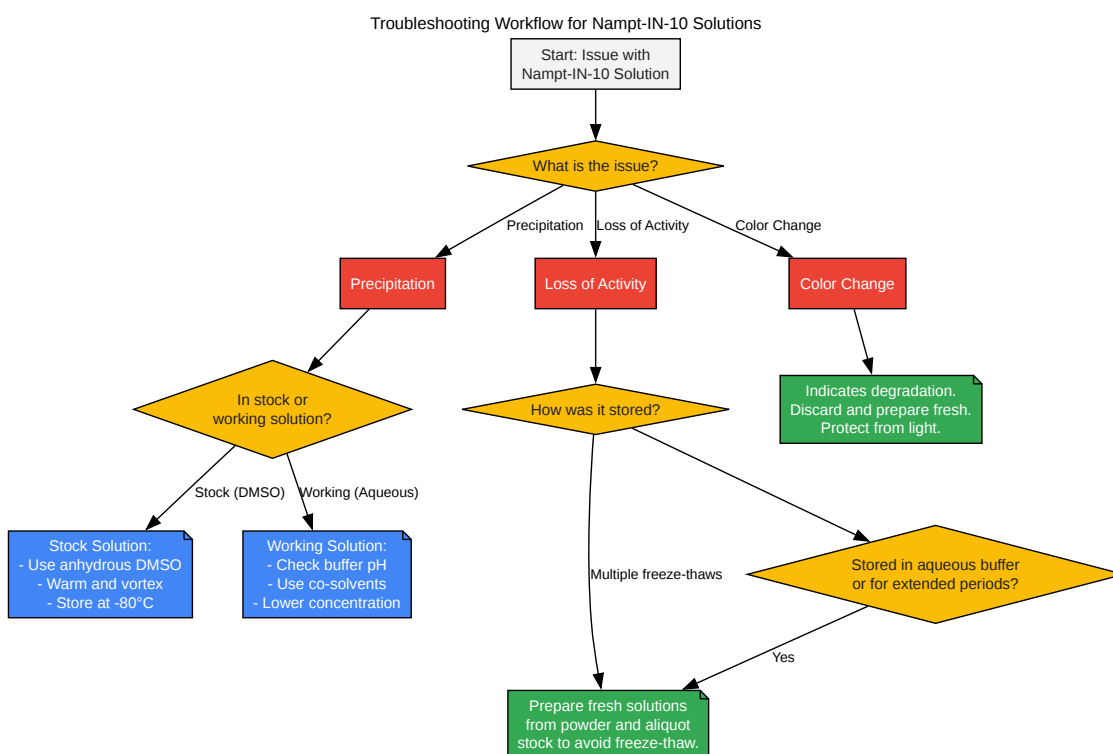 Troubleshooting Workflow for Nampt-IN-10 Solutions
Start: Issue with
Nampt-IN-10 Solution
What is the issue?
Precipitation
Loss of Activity
Color Change
Precipitation
Loss of Activity
Color Change
In stock or
working solution?
How was it stored?
Indicates degradation.
Discard and prepare fresh.
Protect from light.
Stock (DMSO)
Working (Aqueous)
Stock Solution:
- Use anhydrous DMSO
- Warm and vortex
- Store at -80°C
Working Solution:
- Check buffer pH
- Use co-solvents
- Lower concentration
Multiple freeze-thaws
Stored in aqueous buffer
or for extended periods?
Yes
Prepare fresh solutions
from powder and aliquot
stock to avoid freeze-thaw.